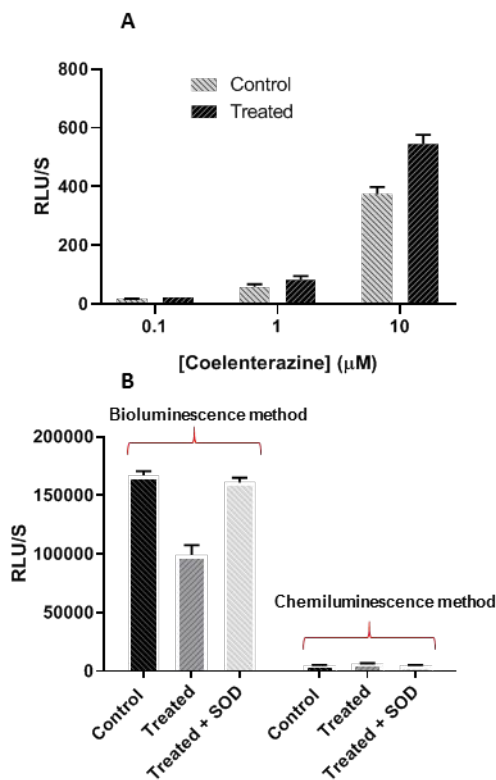 A
800
600
400
200
0
RLU/S
Control
Treated
0.1
1
10
[Coelenterazine] (μM)
B
Bioluminescence method
200000
150000
100000
50000
0
RLU/S
Chemiluminescence method
Control
Treated
Treated + SOD
Control
Treated
Treated + SOD